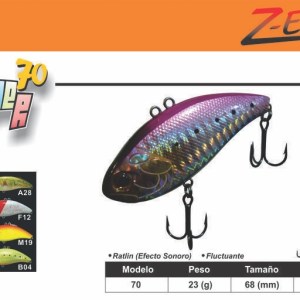 70
A28
F12
M19
B04
• Ratlin (Efecto Sonoro) • Fluctuante
Modelo Peso Tamaño
70 23 (g) 68 (mm)